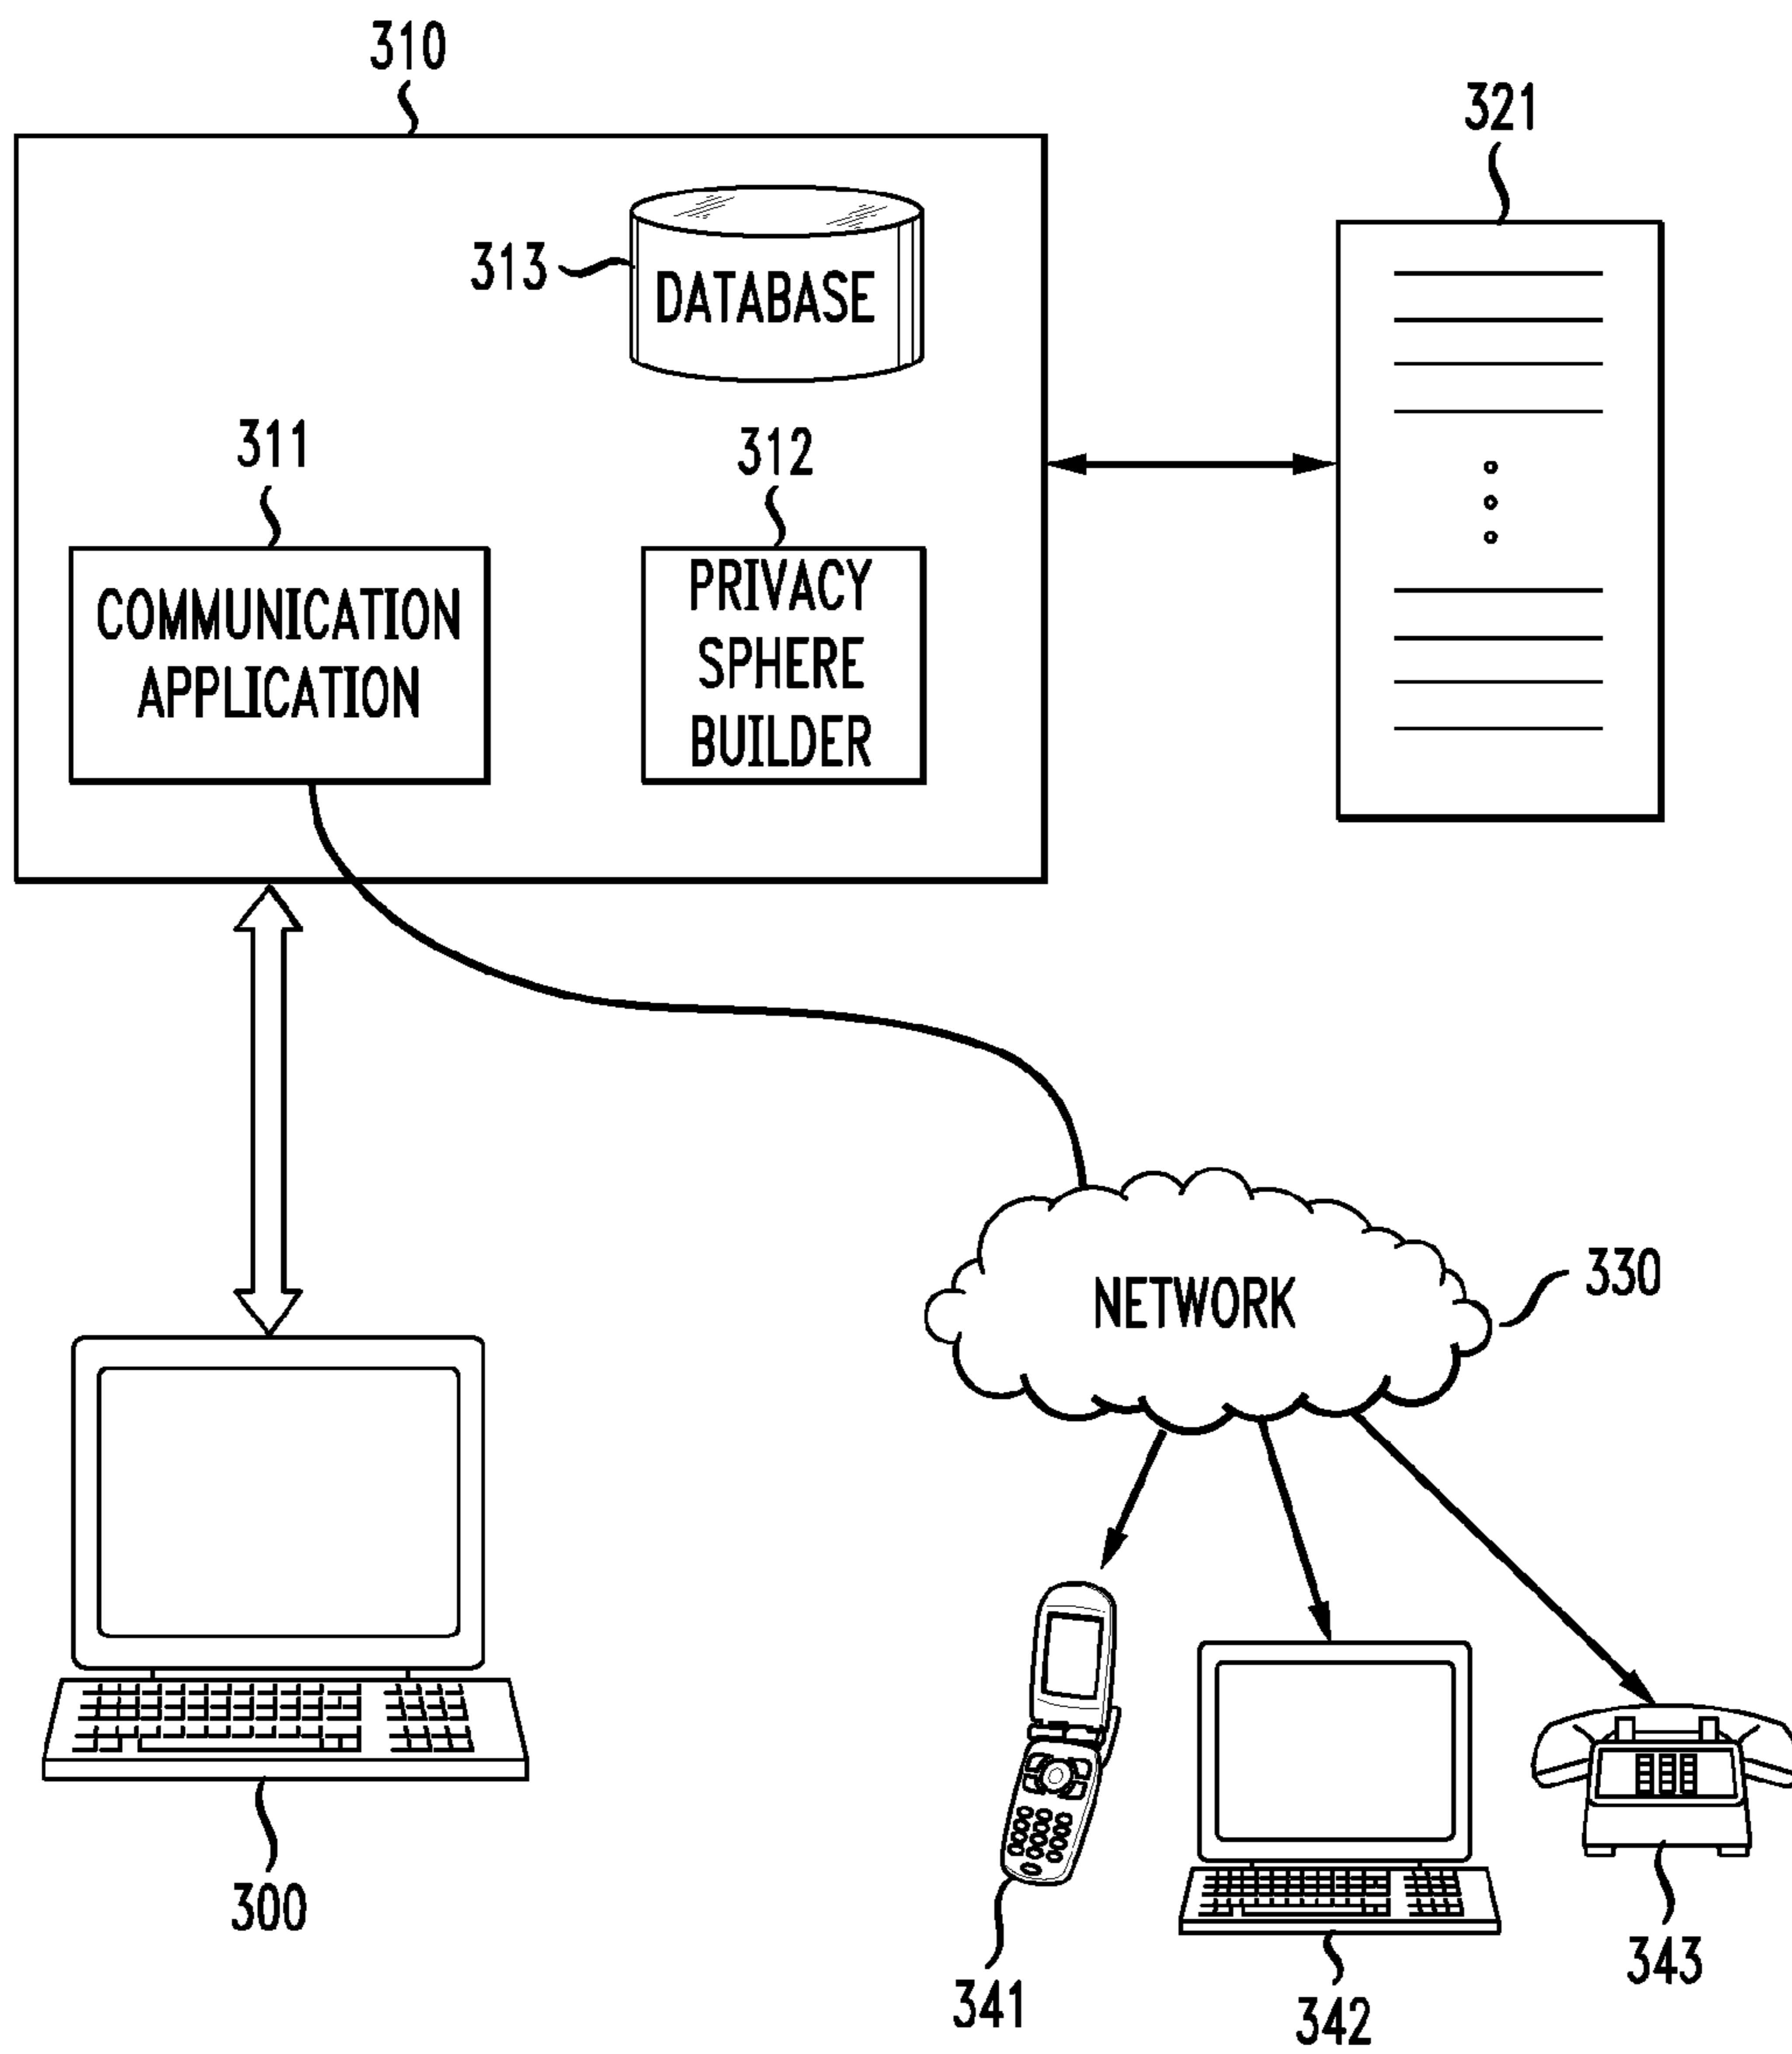 310
321
313
DATABASE
311
312
COMMUNICATION
APPLICATION
PRIVACY
SPHERE
BUILDER
NETWORK
330
300
341
342
343